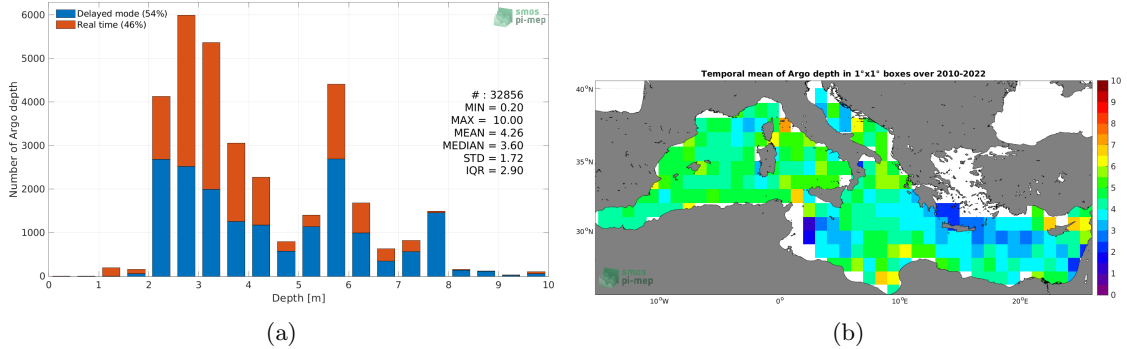 Delayed mode (54%)
Real time (46%)
smos
pi-mep
# : 32856
MIN = 0.20
MAX = 10.00
MEAN = 4.26
MEDIAN = 3.60
STD = 1.72
IQR = 2.90
Number of Argo depth
6000
5000
4000
3000
2000
1000
0
0 1 2 3 4 5 6 7 8 9 10
Depth [m]
(a)
Temporal mean of Argo depth in 1°x1° boxes over 2010-2022
40°N
35°N
30°N
10°W 0° 10°E 20°E
smos
pi-mep
10
9
8
7
6
5
4
3
2
1
0
(b)